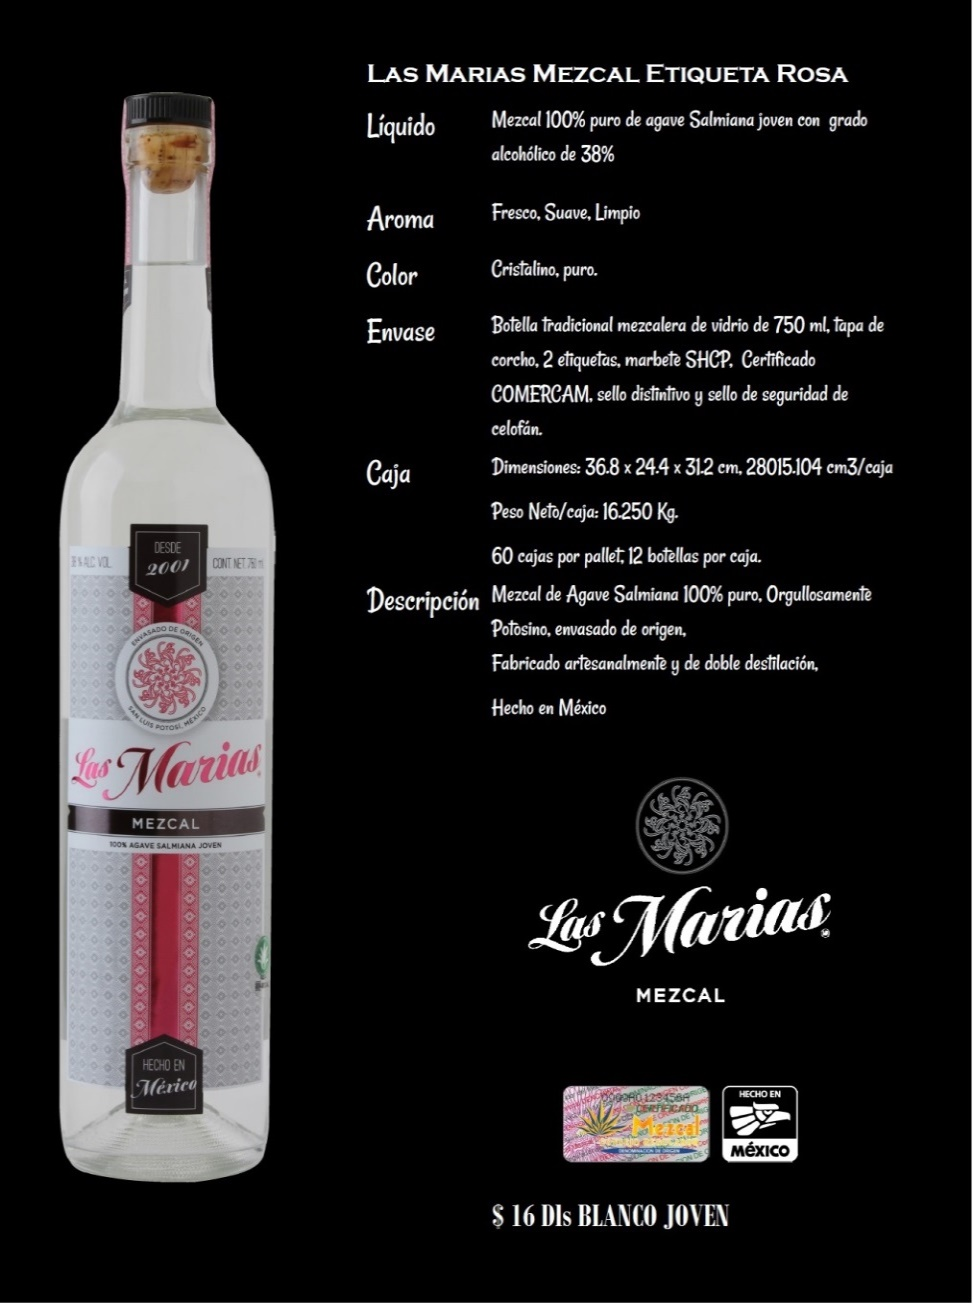 LAS MARIAS MEZCAL ETIQUETA ROSA
Líquido
Mezcal 100% puro de agave Salmiana joven con grado
alcohólico de 38%
Aroma
Fresco, Suave, Limpio
Color
Cristalino, puro.
Envase
Botella tradicional mezcalera de vidrio de 750 ml, tapa de
corcho, 2 etiquetas, marbete SHCP, Certificado
COMERCAM, sello distintivo y sello de seguridad de
celofán.
Caja
Dimensiones: 36.8 x 24.4 x 31.2 cm, 28015.104 cm3/caja
Peso Neto/caja: 16.250 Kg.
60 cajas por pallet, 12 botellas por caja.
Descripción
Mezcal de Agave Salmiana 100% puro, Orgullosamente
Potosino, envasado de origen,
Fabricado artesanalmente y de doble destilación,
Hecho en México
DESDE
2001
% ALC. VOL.
CONT. NET. 750 ml
ENVASADO DE ORIGEN
SAN LUIS POTOSÍ, MÉXICO
Las Marias
MEZCAL
100% AGAVE SALMIANA JOVEN
HECHO EN
México
Las Marias
MEZCAL
CERTIFICADO
Mezcal
DENOMINACION DE ORIGEN
HECHO EN
MÉXICO
$ 16 Dls BLANCO JOVEN